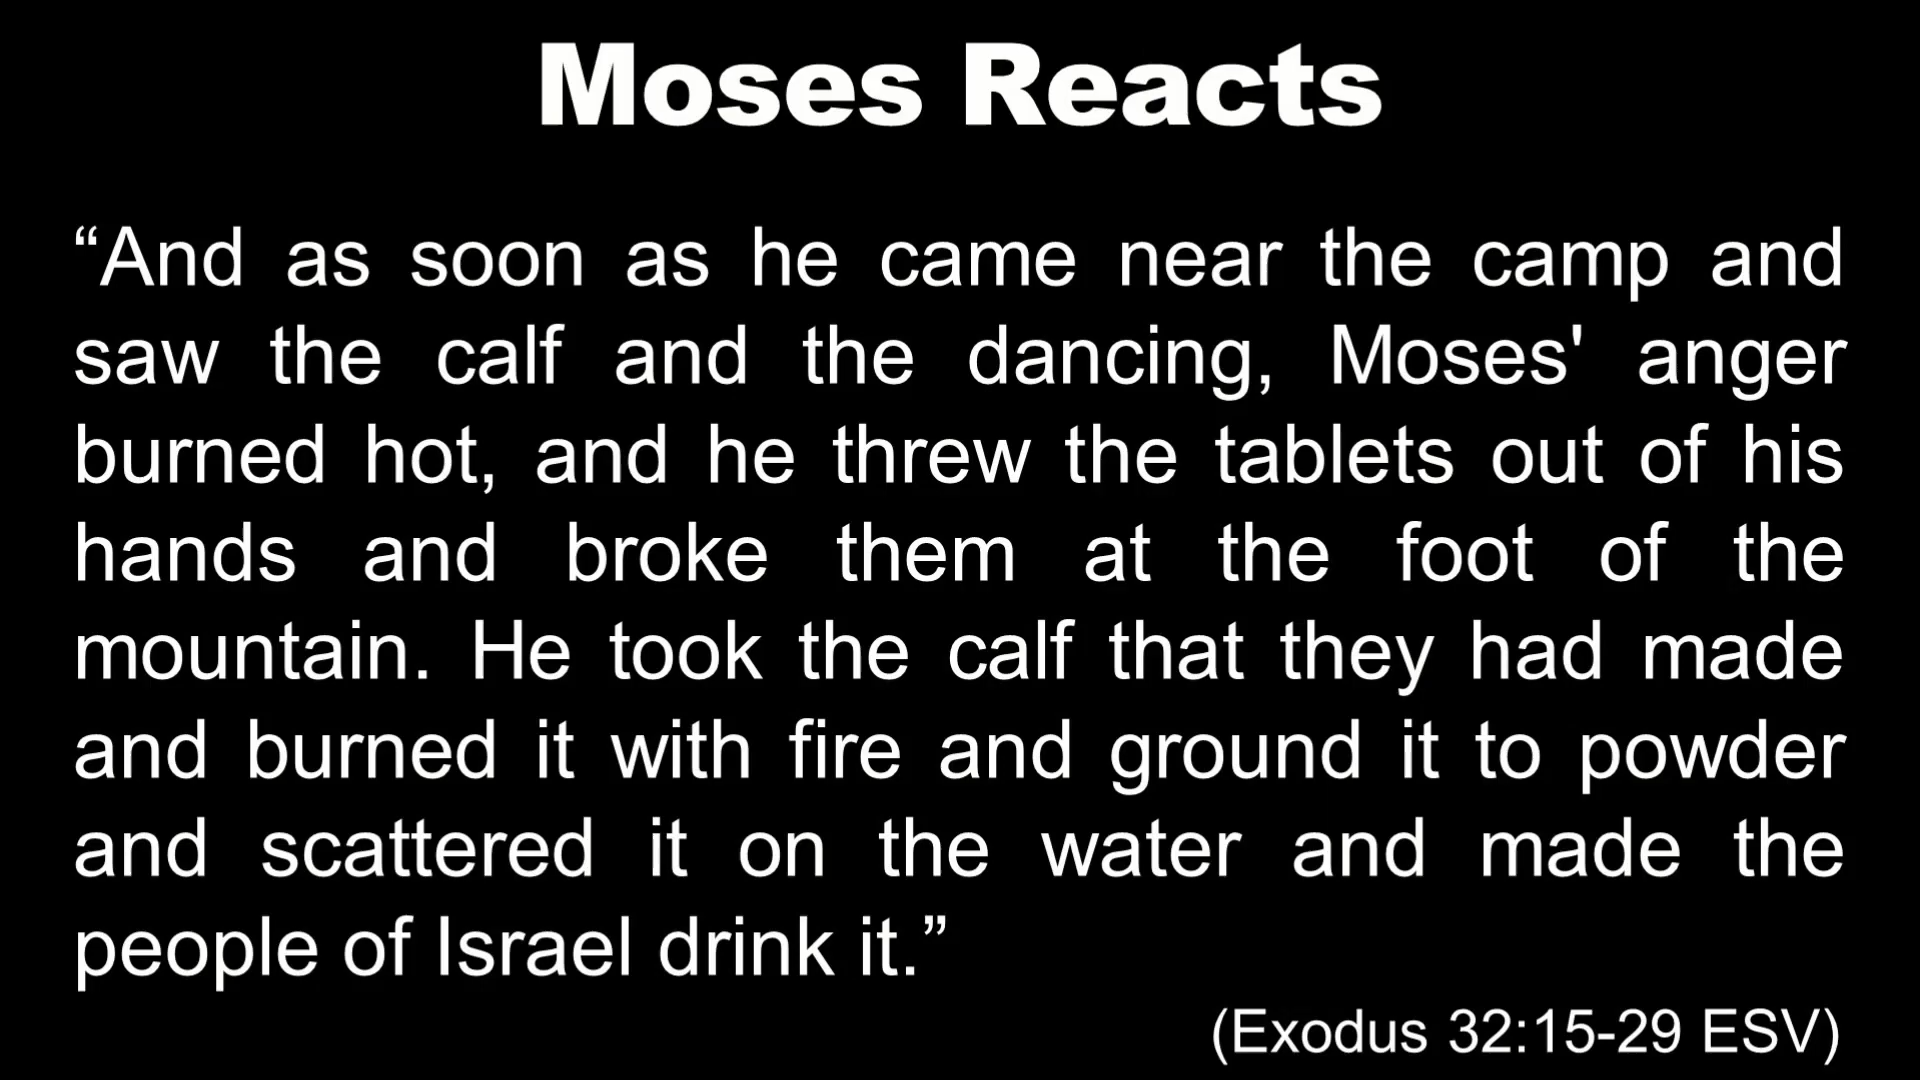 Moses Reacts
“And as soon as he came near the camp and
saw the calf and the dancing, Moses' anger
burned hot, and he threw the tablets out of his
hands and broke them at the foot of the
mountain. He took the calf that they had made
and burned it with fire and ground it to powder
and scattered it on the water and made the
people of Israel drink it.”
(Exodus 32:15-29 ESV)